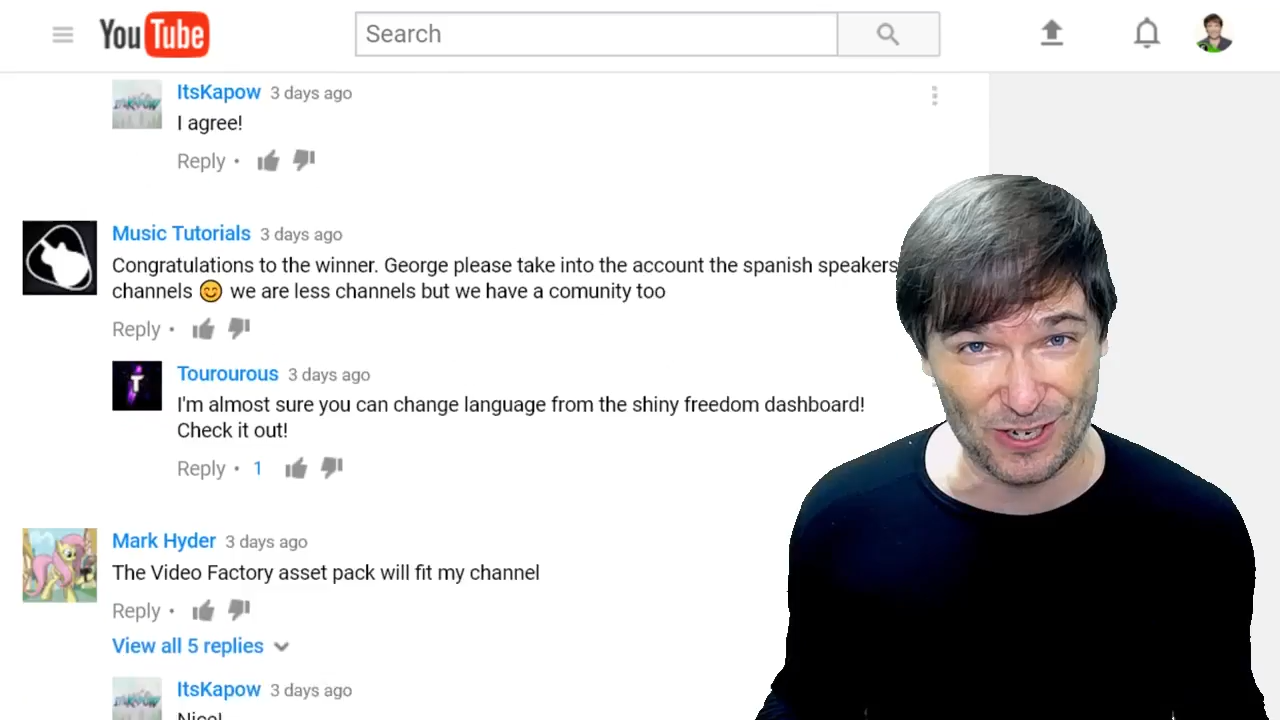 YouTube
Search
ItsKapow 3 days ago
I agree!
Reply •
Music Tutorials 3 days ago
Congratulations to the winner. George please take into the account the spanish speakers
channels 😊 we are less channels but we have a comunity too
Reply •
T
Tourourous 3 days ago
I'm almost sure you can change language from the shiny freedom dashboard!
Check it out!
Reply • 1
Mark Hyder 3 days ago
The Video Factory asset pack will fit my channel
Reply •
View all 5 replies
ItsKapow 3 days ago
Nice!